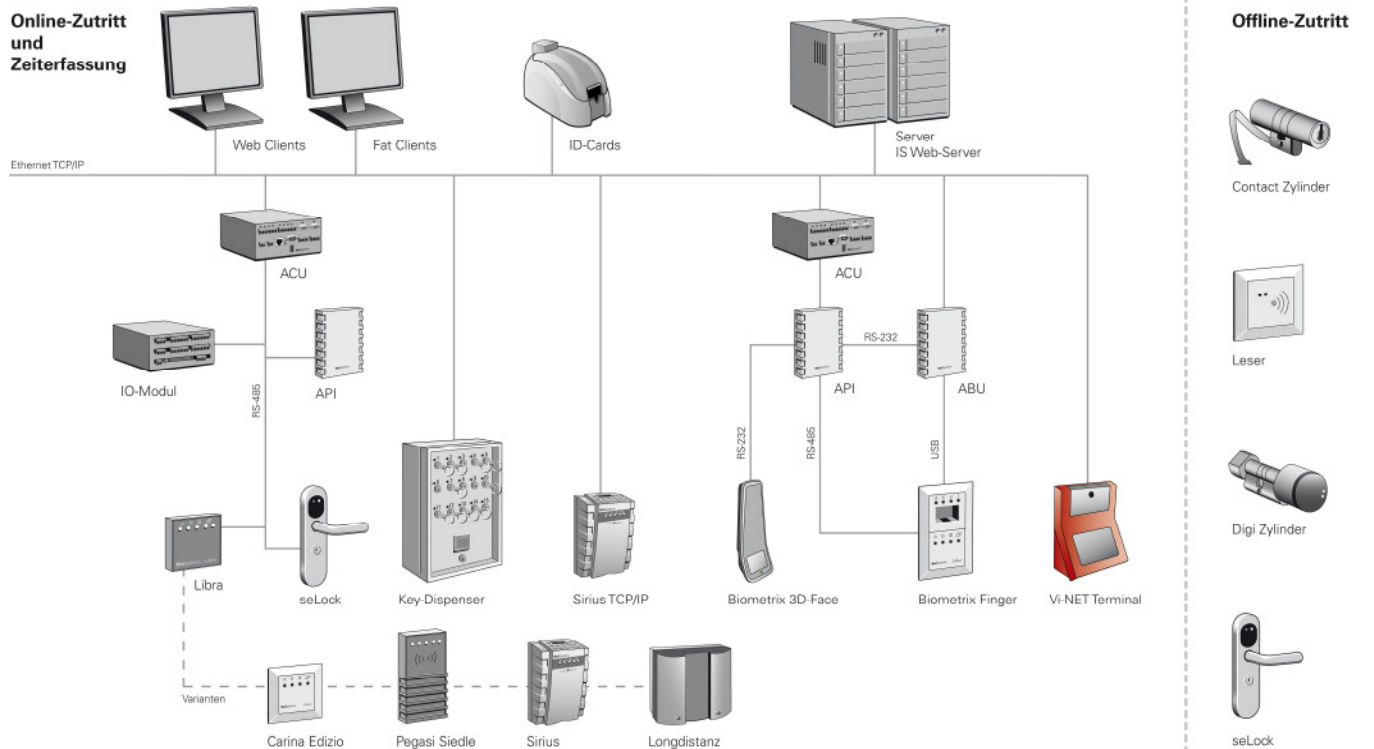 Online-Zutritt
und
Zeiterfassung
Offline-Zutritt
Web Clients
Fat Clients
ID-Cards
Server
IS Web-Server
Ethernet TCP/IP
Contact Zylinder
ACU
ACU
IO-Modul
API
RS-485
RS-232
API
ABU
Leser
RS-232
RS-485
USB
Libra
seLock
Key-Dispenser
Sirius TCP/IP
Biometrix 3D-Face
Biometrix Finger
Vi-NET Terminal
Digi Zylinder
Varianten
Carina Edizio
Pegasi Siedle
Sirius
Longdistanz
seLock